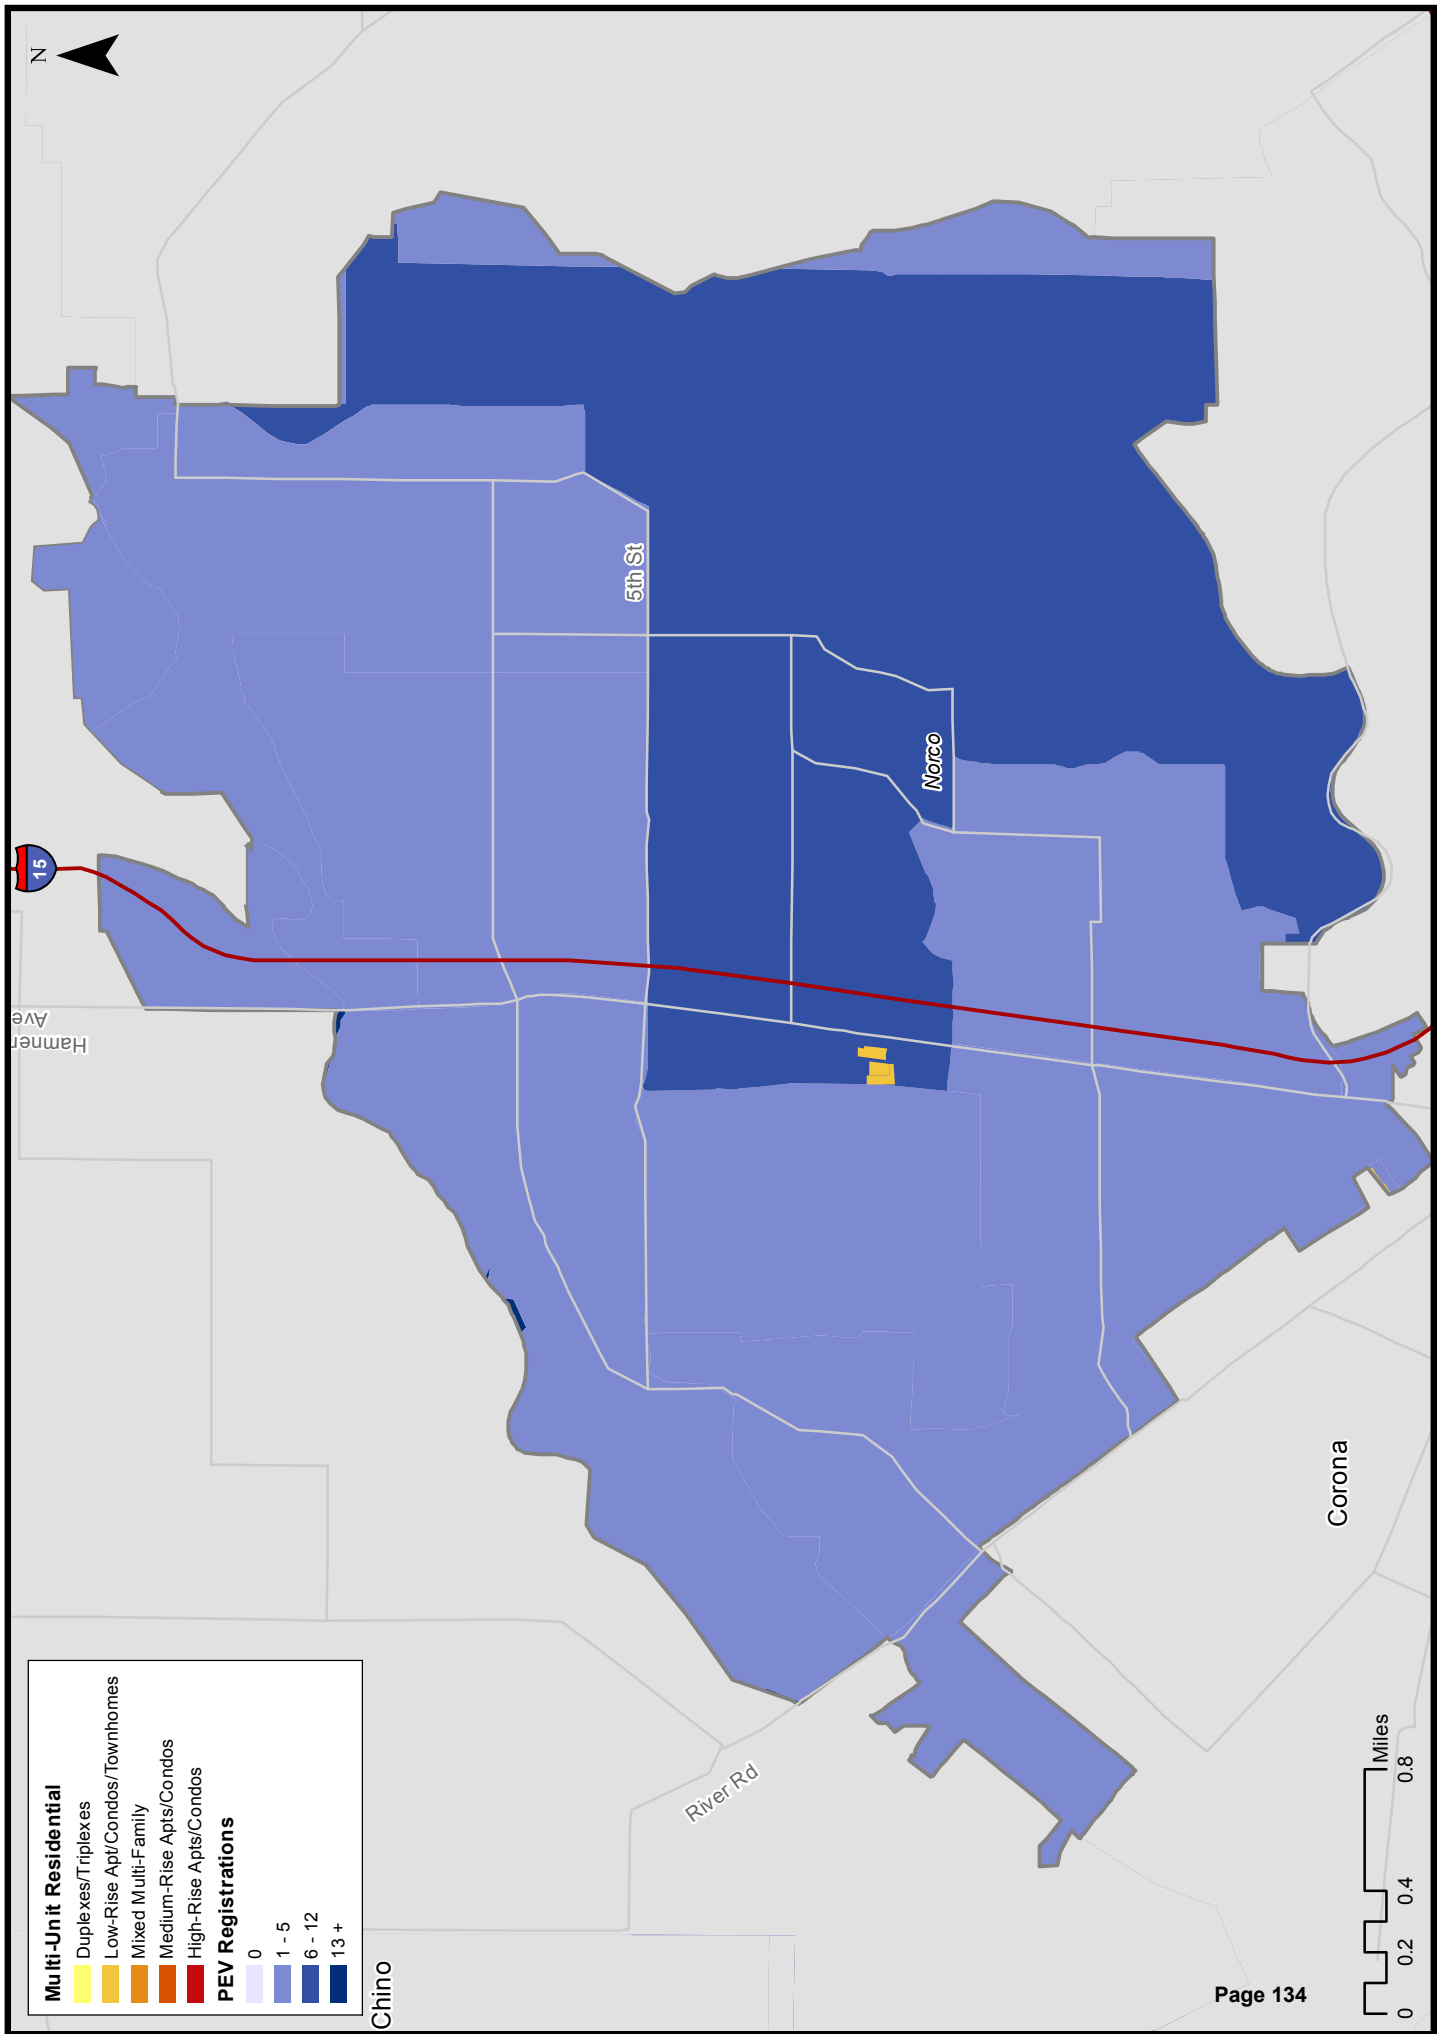 N
15
Hamner
Ave
5th St
Norco
River Rd
Corona
Chino
Multi-Unit Residential
Duplexes/Triplexes
Low-Rise Apt/Condos/Townhomes
Mixed Multi-Family
Medium-Rise Apts/Condos
High-Rise Apts/Condos
PEV Registrations
0
1 - 5
6 - 12
13 +
Page 134
0 0.2 0.4 0.8
Miles